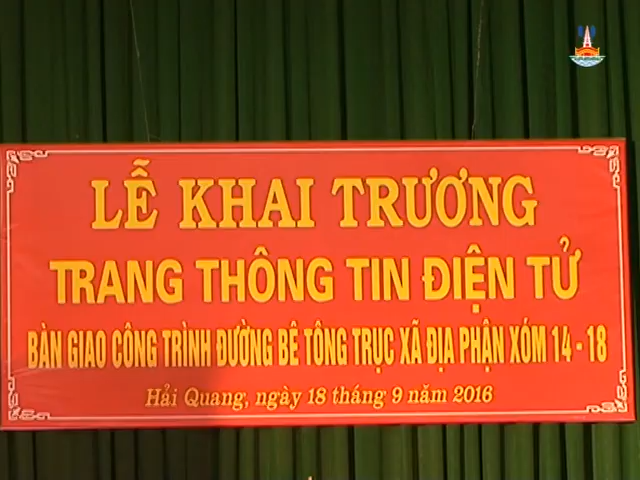 LỄ KHAI TRƯƠNG
TRANG THÔNG TIN ĐIỆN TỬ
BÀN GIAO CÔNG TRÌNH ĐƯỜNG BÊ TÔNG TRỤC XÃ ĐỊA PHẬN XÓM 14 - 18
Hải Quang, ngày 18 tháng 9 năm 2016